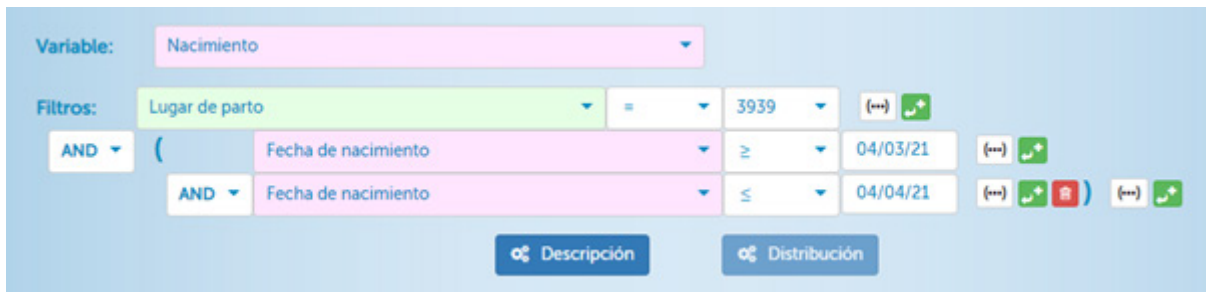 Variable: Nacimiento
Filtros: Lugar de parto = 3939 (···)
AND ( Fecha de nacimiento ≥ 04/03/21 (···)
AND Fecha de nacimiento ≤ 04/04/21 (···) ) (···)
Descripción Distribución